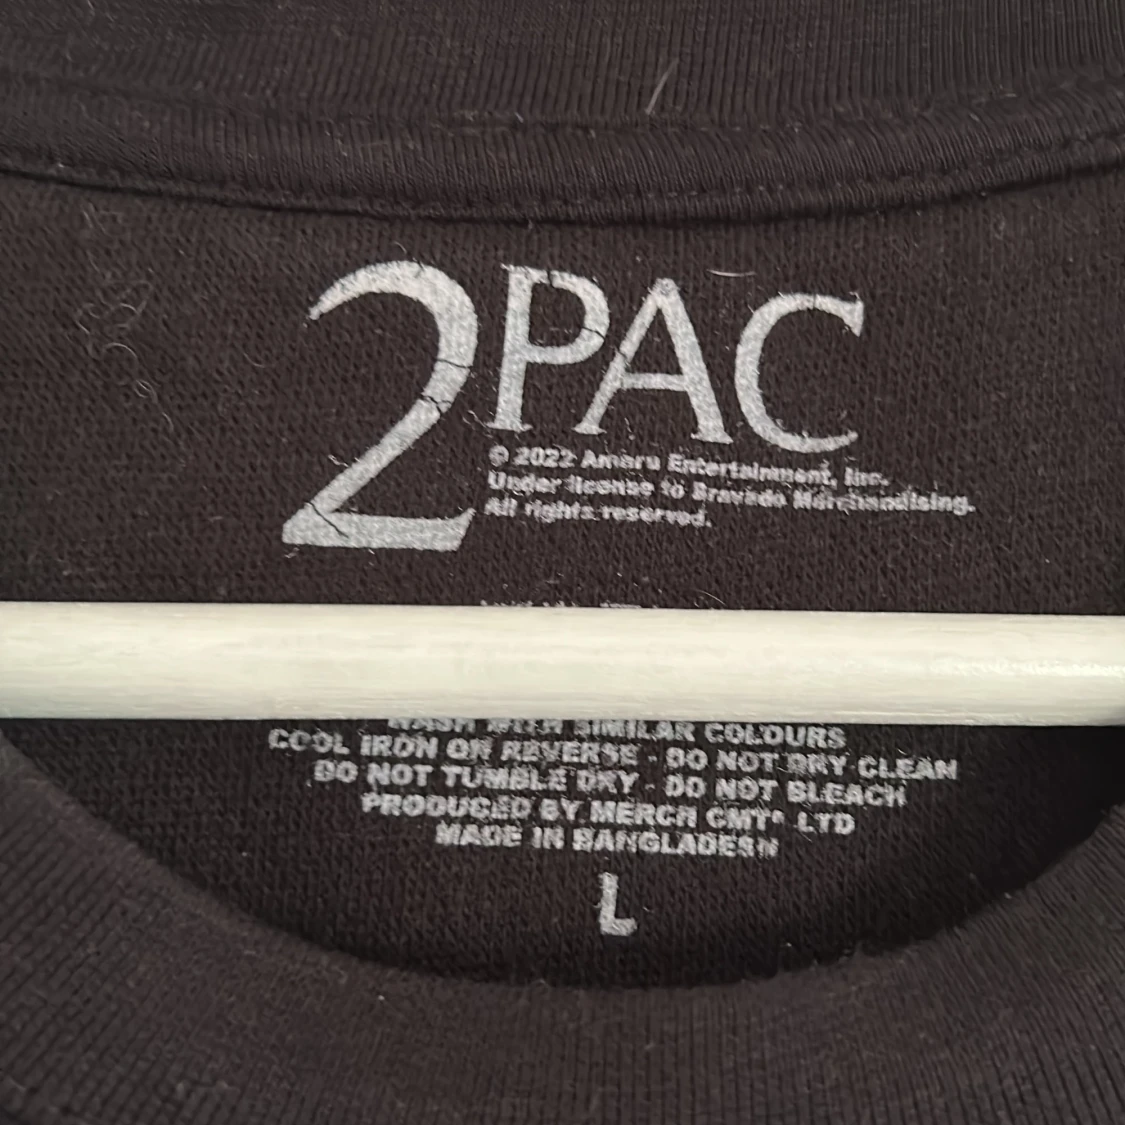 2PAC
© 2022 Amaru Entertainment, Inc.
Under license to Bravado Merchandising.
All rights reserved.
WASH WITH SIMILAR COLOURS
COOL IRON ON REVERSE - DO NOT DRY CLEAN
DO NOT TUMBLE DRY - DO NOT BLEACH
PRODUCED BY MERCH CMT® LTD
MADE IN BANGLADESH
L